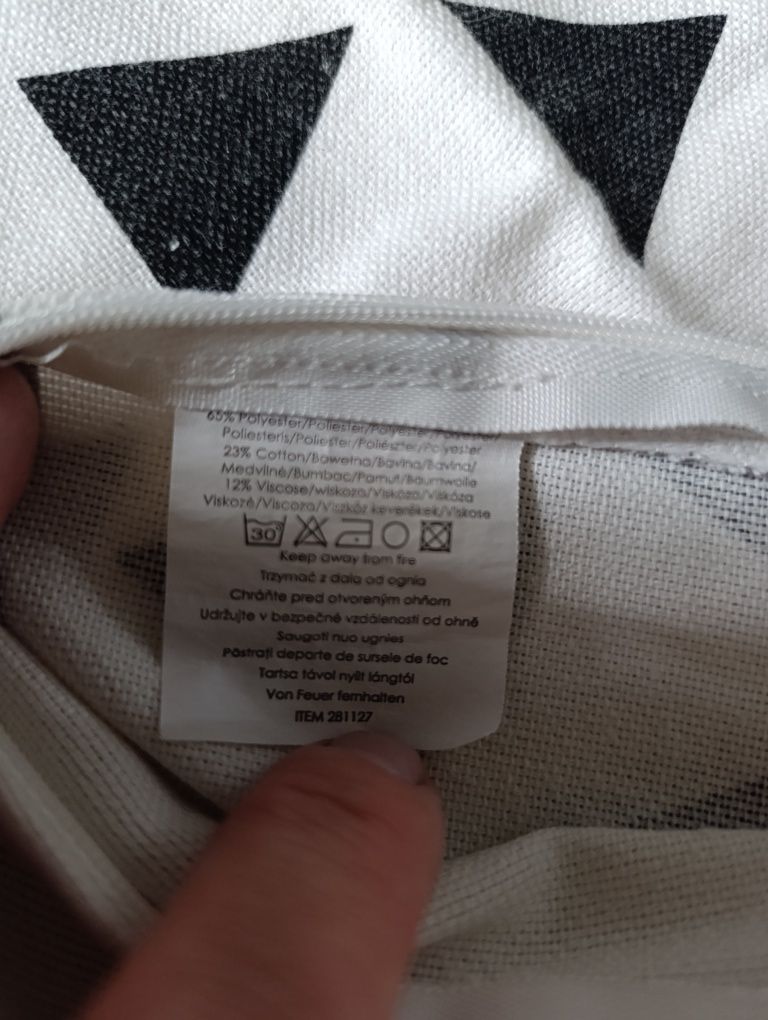 65% Polyester/Poliester/Polyester/Polyester/
Poliesteris/Poliester/Poliészter/Polyester
23% Cotton/Bawełna/Bavlna/Bavlna/
Medvilnė/Bumbac/Pamut/Baumwolle
12% Viscose/wiskoza/Viskóza/Viskóza
Viskozė/Viscoza/Viszkóz keverékek/Viskose
30°
Keep away from fire
Trzymać z dala od ognia
Chráňte pred otvoreným ohňom
Udržujte v bezpečné vzdálenosti od ohně
Saugoti nuo ugnies
Păstrați departe de sursele de foc
Tartsa távol nyílt lángtól
Von Feuer fernhalten
ITEM 281127